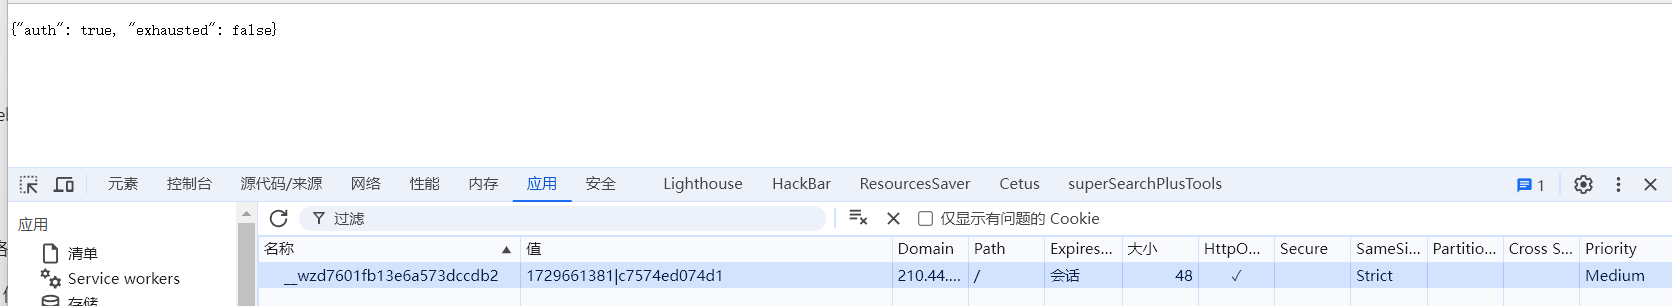 {"auth": true, "exhausted": false}
元素 控制台 源代码/来源 网络 性能 内存 应用 安全 Lighthouse HackBar ResourcesSaver Cetus superSearchPlusTools 1
应用
清单
Service workers
存储
过滤 仅显示有问题的 Cookie
名称 值 Domain Path Expires... 大小 HttpO... Secure SameSi... Partitio... Cross S... Priority
__wzd7601fb13e6a573dccdb2 1729661381|c7574ed074d1 210.44.... / 会话 48 ✓ Strict Medium